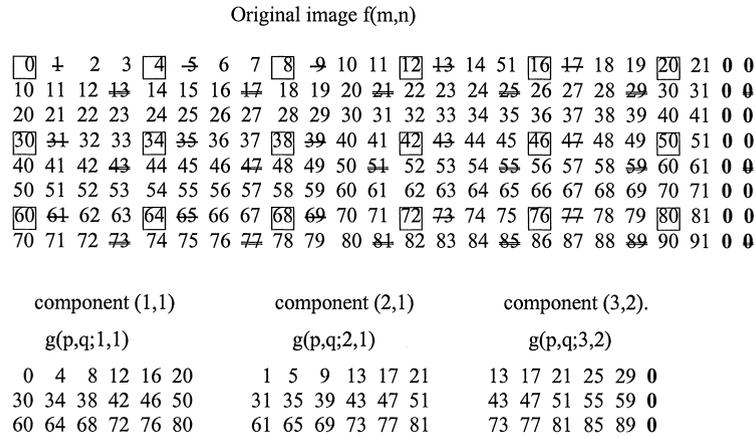 Original image f(m,n)
0 1 2 3 4 5 6 7 8 9 10 11 12 13 14 51 16 17 18 19 20 21 0 0
10 11 12 13 14 15 16 17 18 19 20 21 22 23 24 25 26 27 28 29 30 31 0 0
20 21 22 23 24 25 26 27 28 29 30 31 32 33 34 35 36 37 38 39 40 41 0 0
30 31 32 33 34 35 36 37 38 39 40 41 42 43 44 45 46 47 48 49 50 51 0 0
40 41 42 43 44 45 46 47 48 49 50 51 52 53 54 55 56 57 58 59 60 61 0 0
50 51 52 53 54 55 56 57 58 59 60 61 62 63 64 65 66 67 68 69 70 71 0 0
60 61 62 63 64 65 66 67 68 69 70 71 72 73 74 75 76 77 78 79 80 81 0 0
70 71 72 73 74 75 76 77 78 79 80 81 82 83 84 85 86 87 88 89 90 91 0 0
component (1,1) component (2,1) component (3,2).
g(p,q;1,1) g(p,q;2,1) g(p,q;3,2)
0 4 8 12 16 20 1 5 9 13 17 21 13 17 21 25 29 0
30 34 38 42 46 50 31 35 39 43 47 51 43 47 51 55 59 0
60 64 68 72 76 80 61 65 69 73 77 81 73 77 81 85 89 0